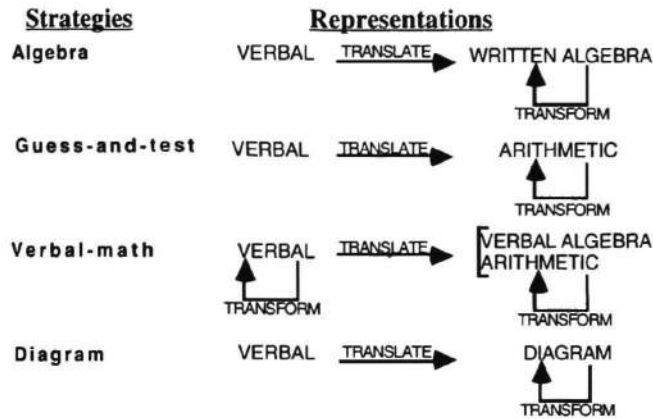 Strategies Representations
Algebra VERBAL TRANSLATE WRITTEN ALGEBRA
TRANSFORM
Guess-and-test VERBAL TRANSLATE ARITHMETIC
TRANSFORM
Verbal-math VERBAL TRANSLATE VERBAL ALGEBRA
ARITHMETIC
TRANSFORM TRANSFORM
Diagram VERBAL TRANSLATE DIAGRAM
TRANSFORM